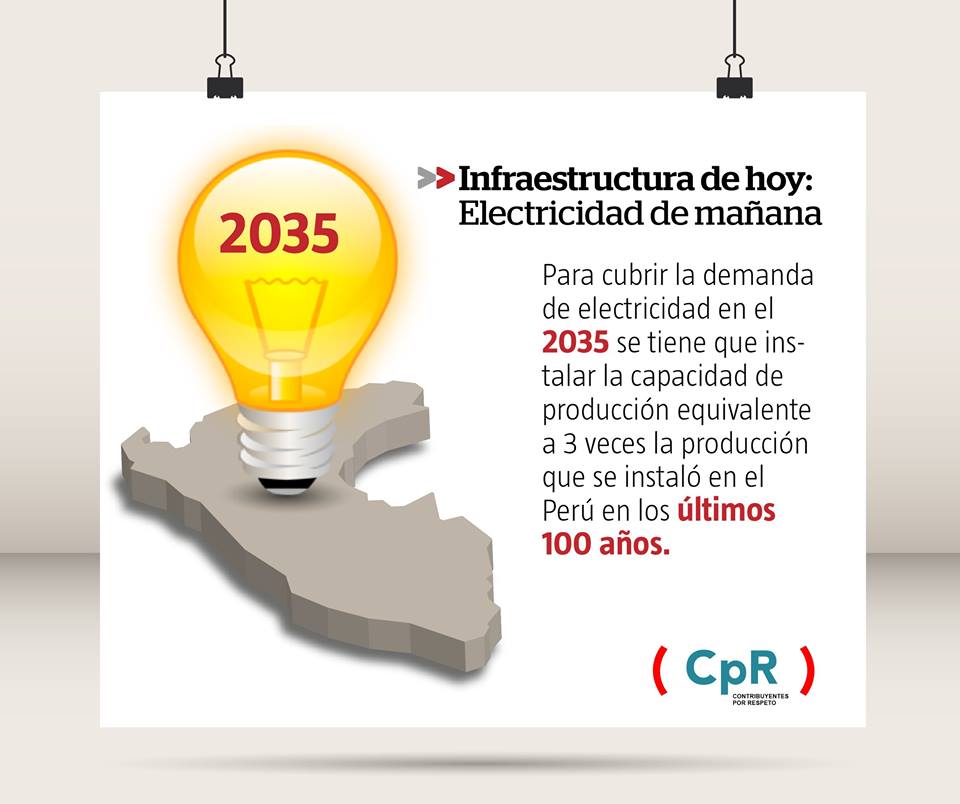 2035
>> Infraestructura de hoy:
Electricidad de mañana
Para cubrir la demanda
de electricidad en el
2035 se tiene que ins-
talar la capacidad de
producción equivalente
a 3 veces la producción
que se instaló en el
Perú en los últimos
100 años.
( CpR )
CONTRIBUYENTES
POR RESPETO